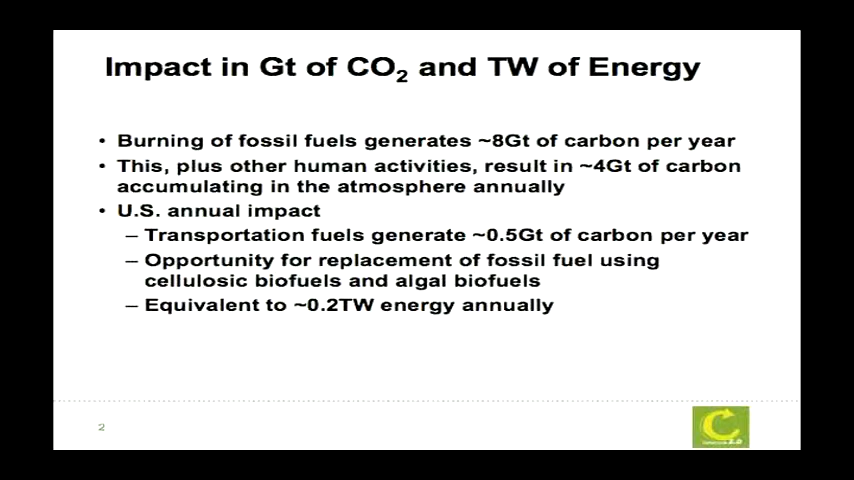 Impact in Gt of CO₂ and TW of Energy
• Burning of fossil fuels generates ~8Gt of carbon per year
• This, plus other human activities, result in ~4Gt of carbon
accumulating in the atmosphere annually
• U.S. annual impact
– Transportation fuels generate ~0.5Gt of carbon per year
– Opportunity for replacement of fossil fuel using
cellulosic biofuels and algal biofuels
– Equivalent to ~0.2TW energy annually
2
2.0